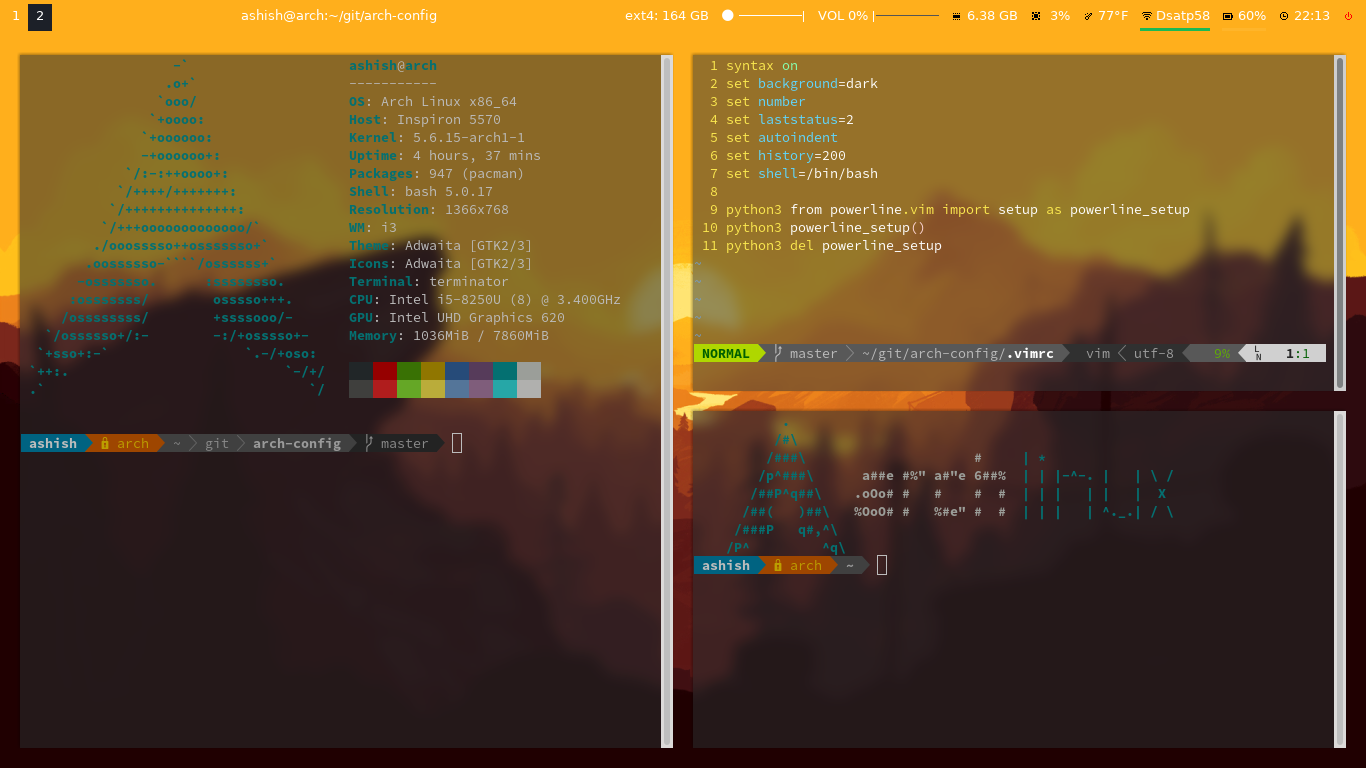 1 2 ashish@arch:~/git/arch-config ext4: 164 GB VOL 0% 6.38 GB 3% 77°F Dsatp58 60% 22:13
ashish@arch
-----------
OS: Arch Linux x86_64
Host: Inspiron 5570
Kernel: 5.6.15-arch1-1
Uptime: 4 hours, 37 mins
Packages: 947 (pacman)
Shell: bash 5.0.17
Resolution: 1366x768
WM: i3
Theme: Adwaita [GTK2/3]
Icons: Adwaita [GTK2/3]
Terminal: terminator
CPU: Intel i5-8250U (8) @ 3.400GHz
GPU: Intel UHD Graphics 620
Memory: 1036MiB / 7860MiB
ashish arch ~ git arch-config master
1 syntax on
2 set background=dark
3 set number
4 set laststatus=2
5 set autoindent
6 set history=200
7 set shell=/bin/bash
8
9 python3 from powerline.vim import setup as powerline_setup
10 python3 powerline_setup()
11 python3 del powerline_setup
~
~
~
~
~
NORMAL master ~/git/arch-config/.vimrc vim utf-8 9% LN 1:1
ashish arch ~